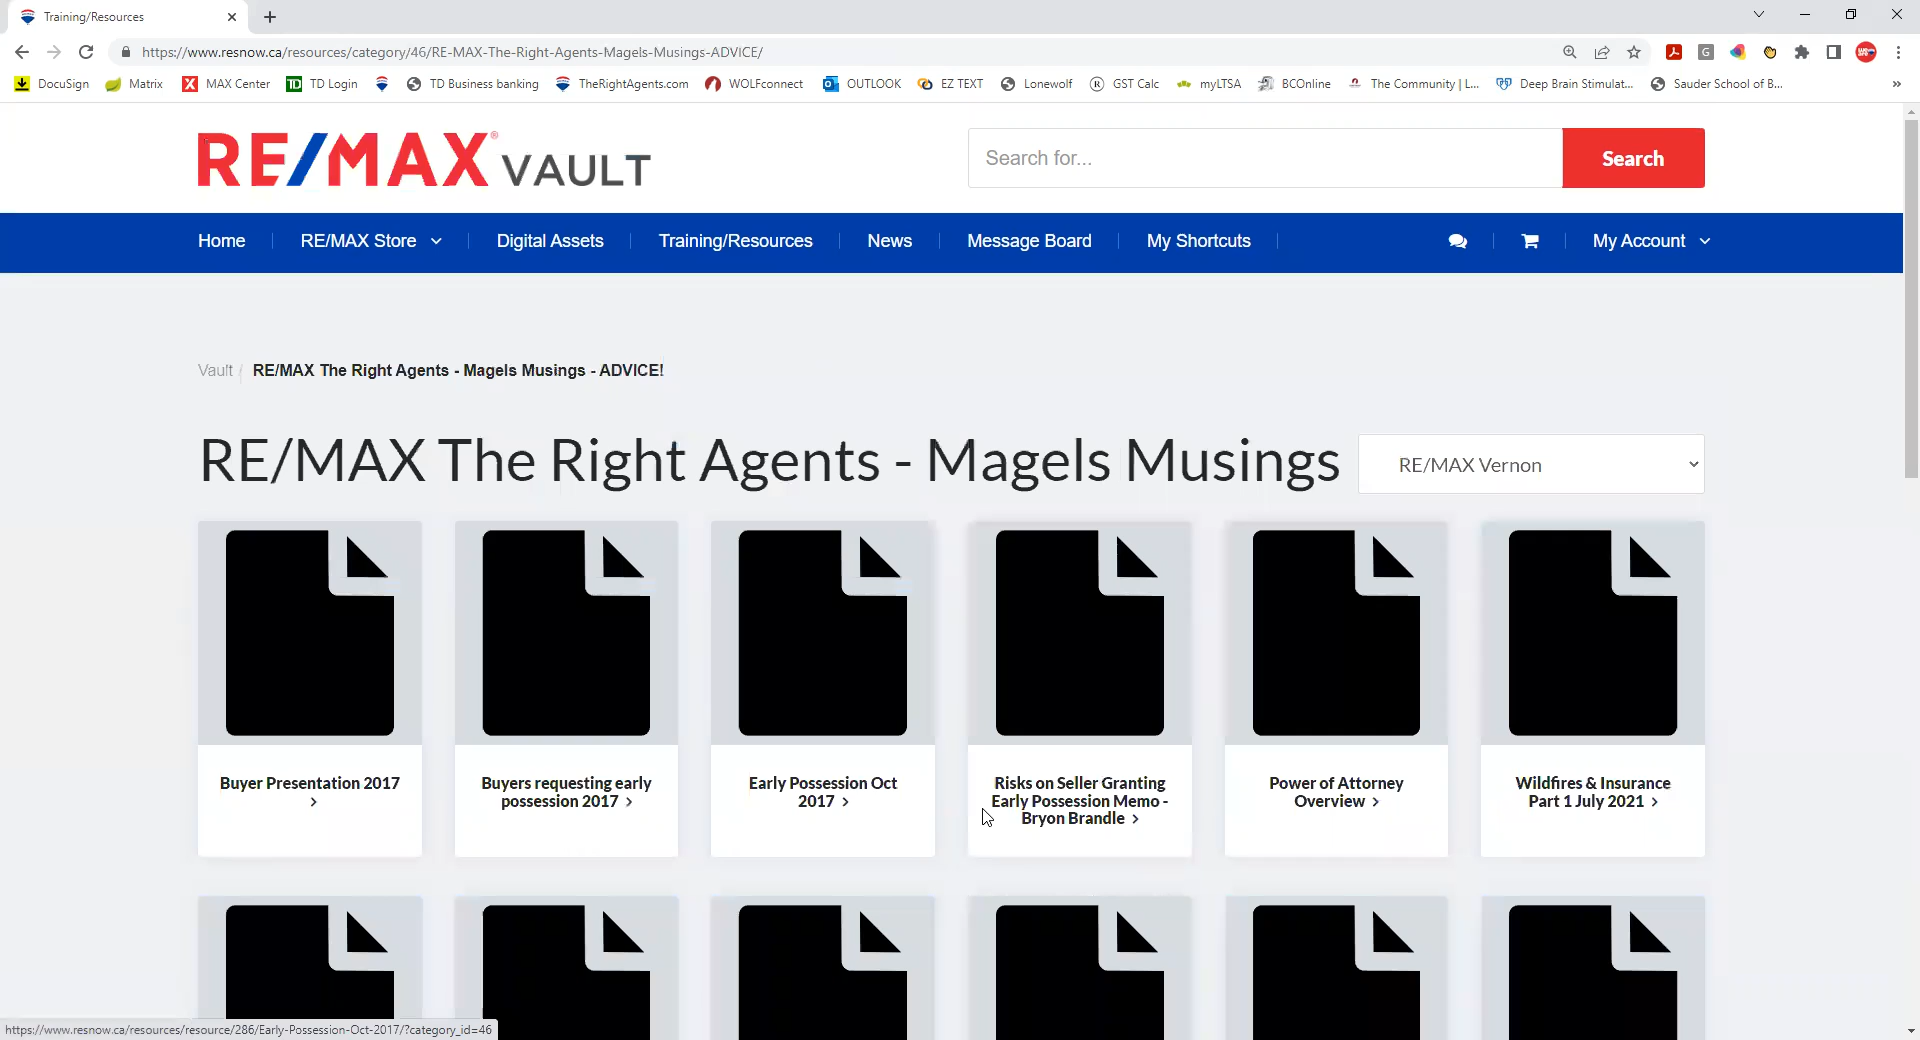 Training/Resources
https://www.resnow.ca/resources/category/46/RE-MAX-The-Right-Agents-Magels-Musings-ADVICE/
DocuSign Matrix MAX Center TD Login TD Business banking TheRightAgents.com WOLFconnect OUTLOOK EZ TEXT Lonewolf GST Calc myLTSA BCOnline The Community | L... Deep Brain Stimulat... Sauder School of B... »
RE/MAX® VAULT
Search for...
Search
Home RE/MAX Store Digital Assets Training/Resources News Message Board My Shortcuts My Account
Vault / RE/MAX The Right Agents - Magels Musings - ADVICE!
RE/MAX The Right Agents - Magels Musings
RE/MAX Vernon
Buyer Presentation 2017
>
Buyers requesting early
possession 2017 >
Early Possession Oct
2017 >
Risks on Seller Granting
Early Possession Memo -
Bryon Brandle >
Power of Attorney
Overview >
Wildfires & Insurance
Part 1 July 2021 >
https://www.resnow.ca/resources/resource/286/Early-Possession-Oct-2017/?category_id=46